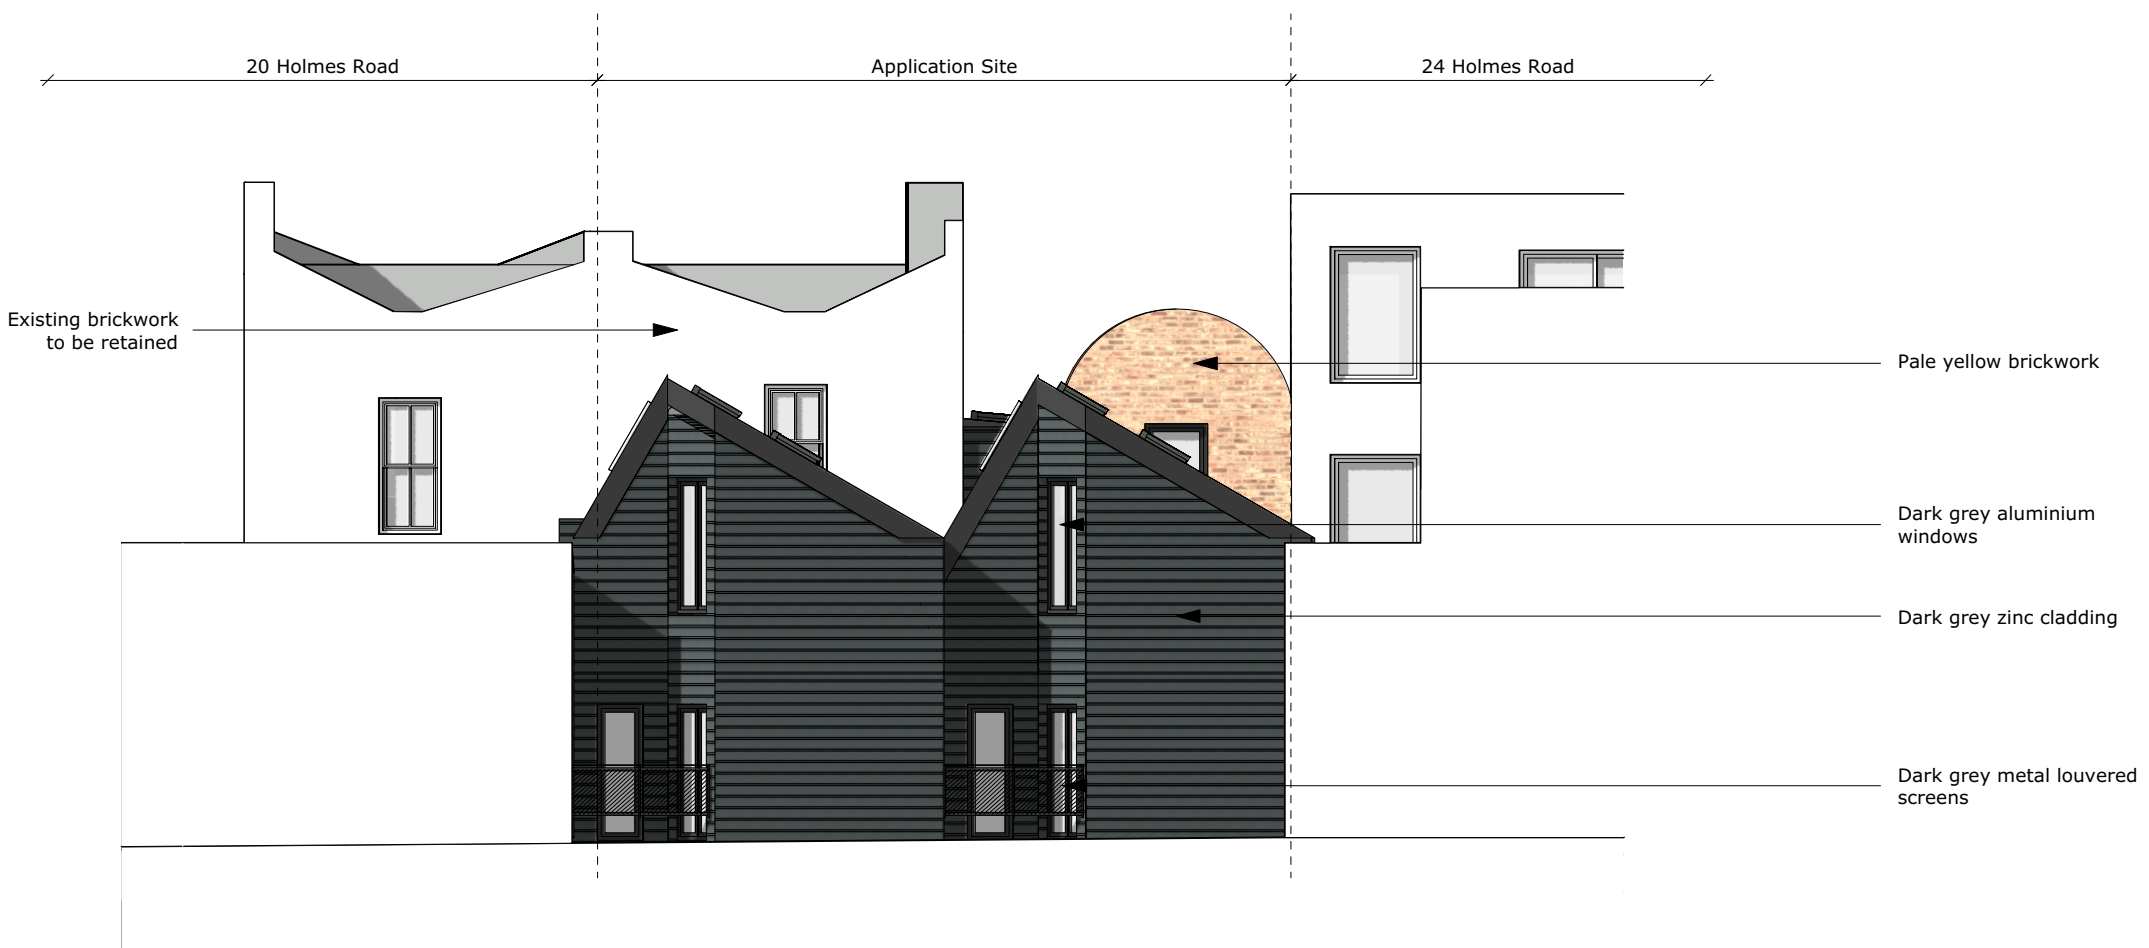 20 Holmes Road
Application Site
24 Holmes Road
Existing brickwork
to be retained
Pale yellow brickwork
Dark grey aluminium
windows
Dark grey zinc cladding
Dark grey metal louvered
screens